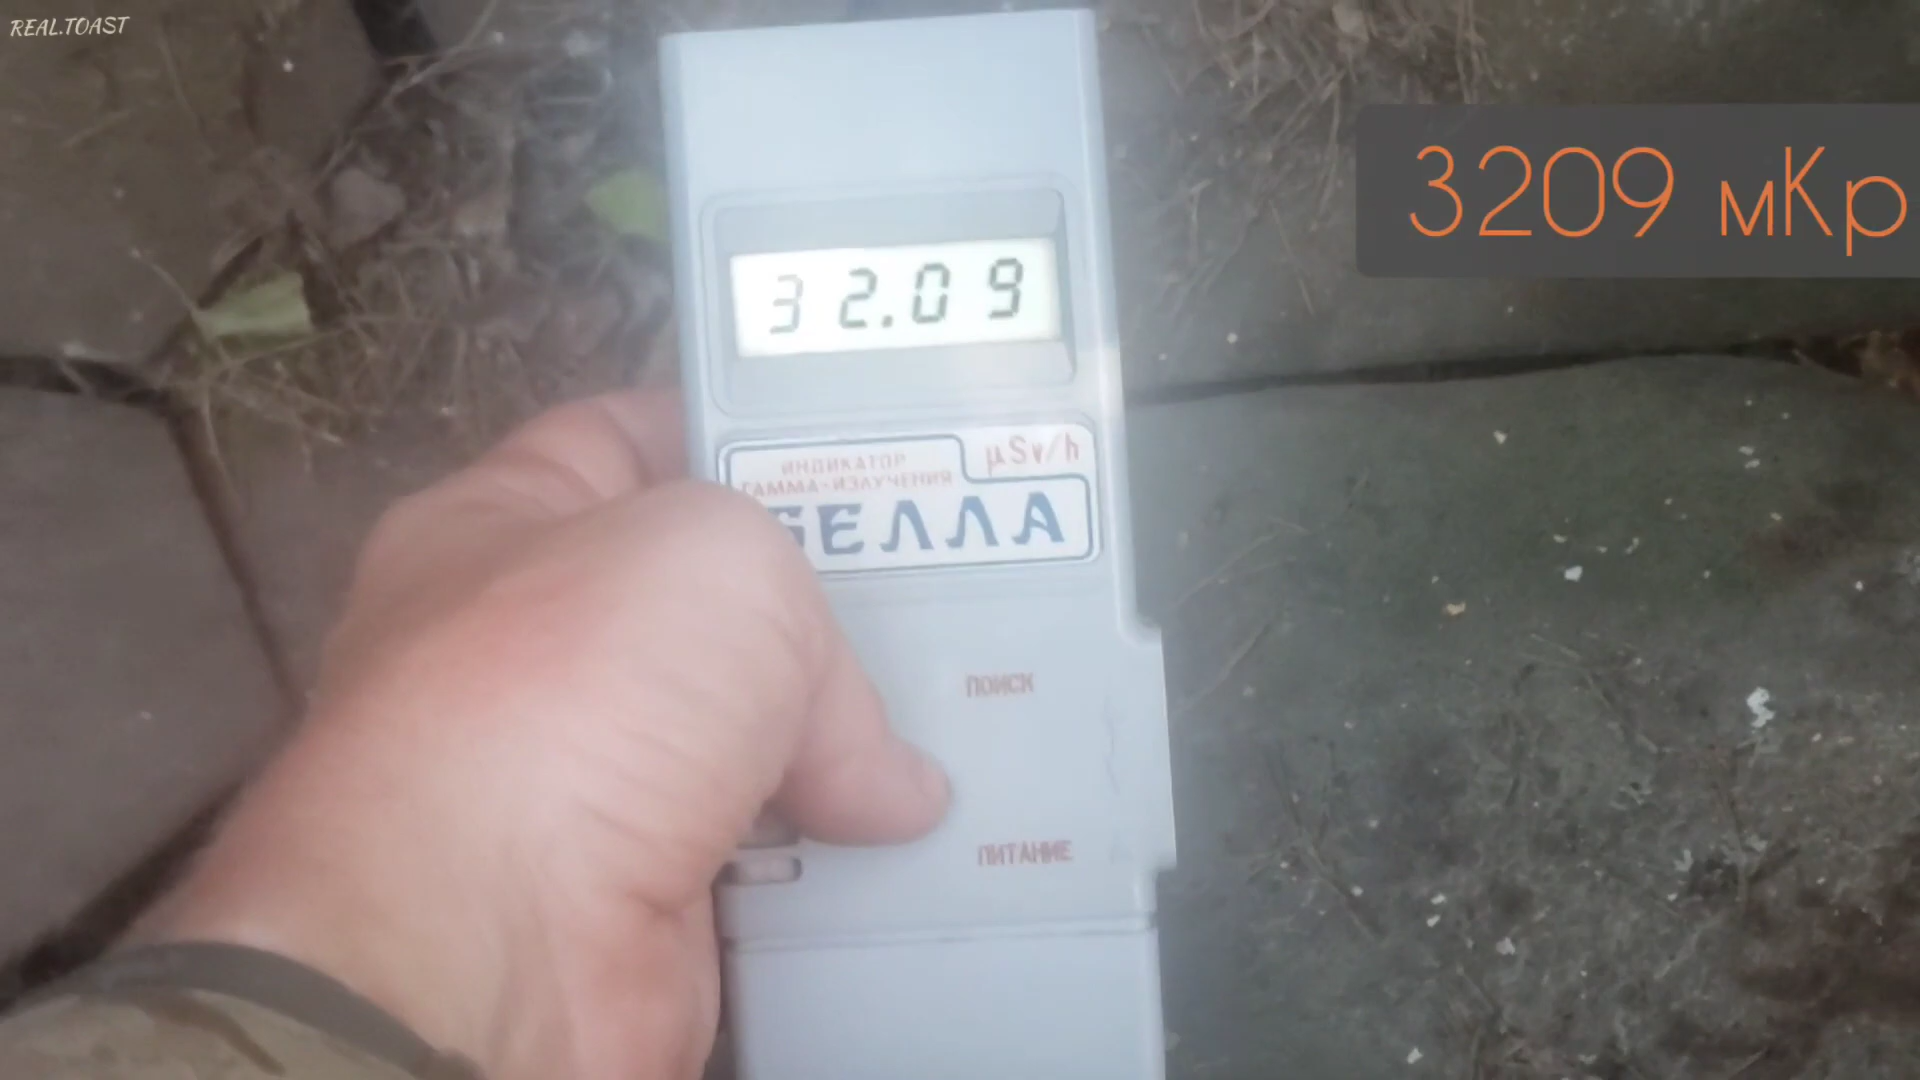 REAL.TOAST
3209 мКр
32.09
µSv/h
ИНДИКАТОР
ГАММА-ИЗЛУЧЕНИЯ
БЕЛЛА
ПОИСК
ПИТАНИЕ